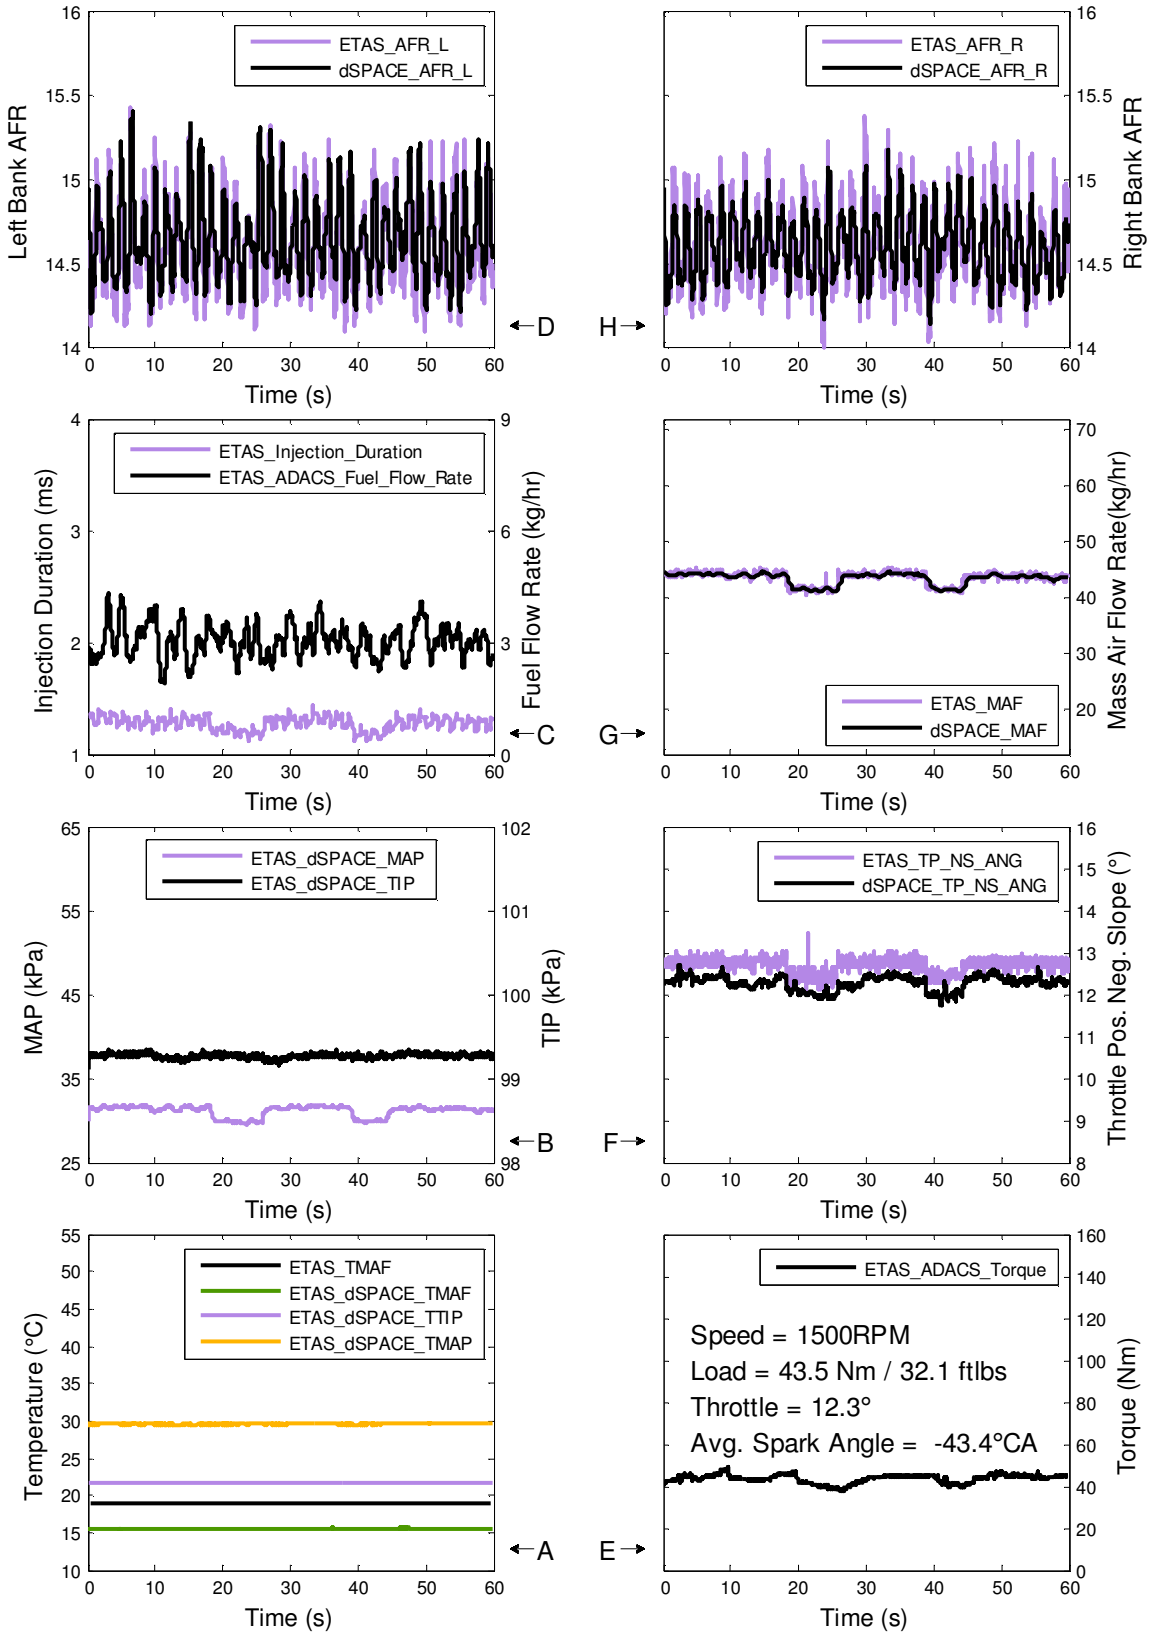 16
15.5
15
14.5
14
0 10 20 30 40 50 60
Left Bank AFR
Time (s)
ETAS_AFR_L
dSPACE_AFR_L
D
16
15.5
15
14.5
14
0 10 20 30 40 50 60
Right Bank AFR
Time (s)
ETAS_AFR_R
dSPACE_AFR_R
H
4
3
2
1
9
6
3
0
0 10 20 30 40 50 60
Injection Duration (ms)
Fuel Flow Rate (kg/hr)
Time (s)
ETAS_Injection_Duration
ETAS_ADACS_Fuel_Flow_Rate
C
70
60
50
40
30
20
0 10 20 30 40 50 60
Mass Air Flow Rate(kg/hr)
Time (s)
ETAS_MAF
dSPACE_MAF
G
65
55
45
35
25
102
101
100
99
98
0 10 20 30 40 50 60
MAP (kPa)
TIP (kPa)
Time (s)
ETAS_dSPACE_MAP
ETAS_dSPACE_TIP
B
16
15
14
13
12
11
10
9
8
0 10 20 30 40 50 60
Throttle Pos. Neg. Slope (°)
Time (s)
ETAS_TP_NS_ANG
dSPACE_TP_NS_ANG
F
55
50
45
40
35
30
25
20
15
10
0 10 20 30 40 50 60
Temperature (°C)
Time (s)
ETAS_TMAF
ETAS_dSPACE_TMAF
ETAS_dSPACE_TTIP
ETAS_dSPACE_TMAP
A
160
140
120
100
80
60
40
20
0
0 10 20 30 40 50 60
Torque (Nm)
Time (s)
ETAS_ADACS_Torque
Speed = 1500RPM
Load = 43.5 Nm / 32.1 ftlbs
Throttle = 12.3°
Avg. Spark Angle = -43.4°CA
E